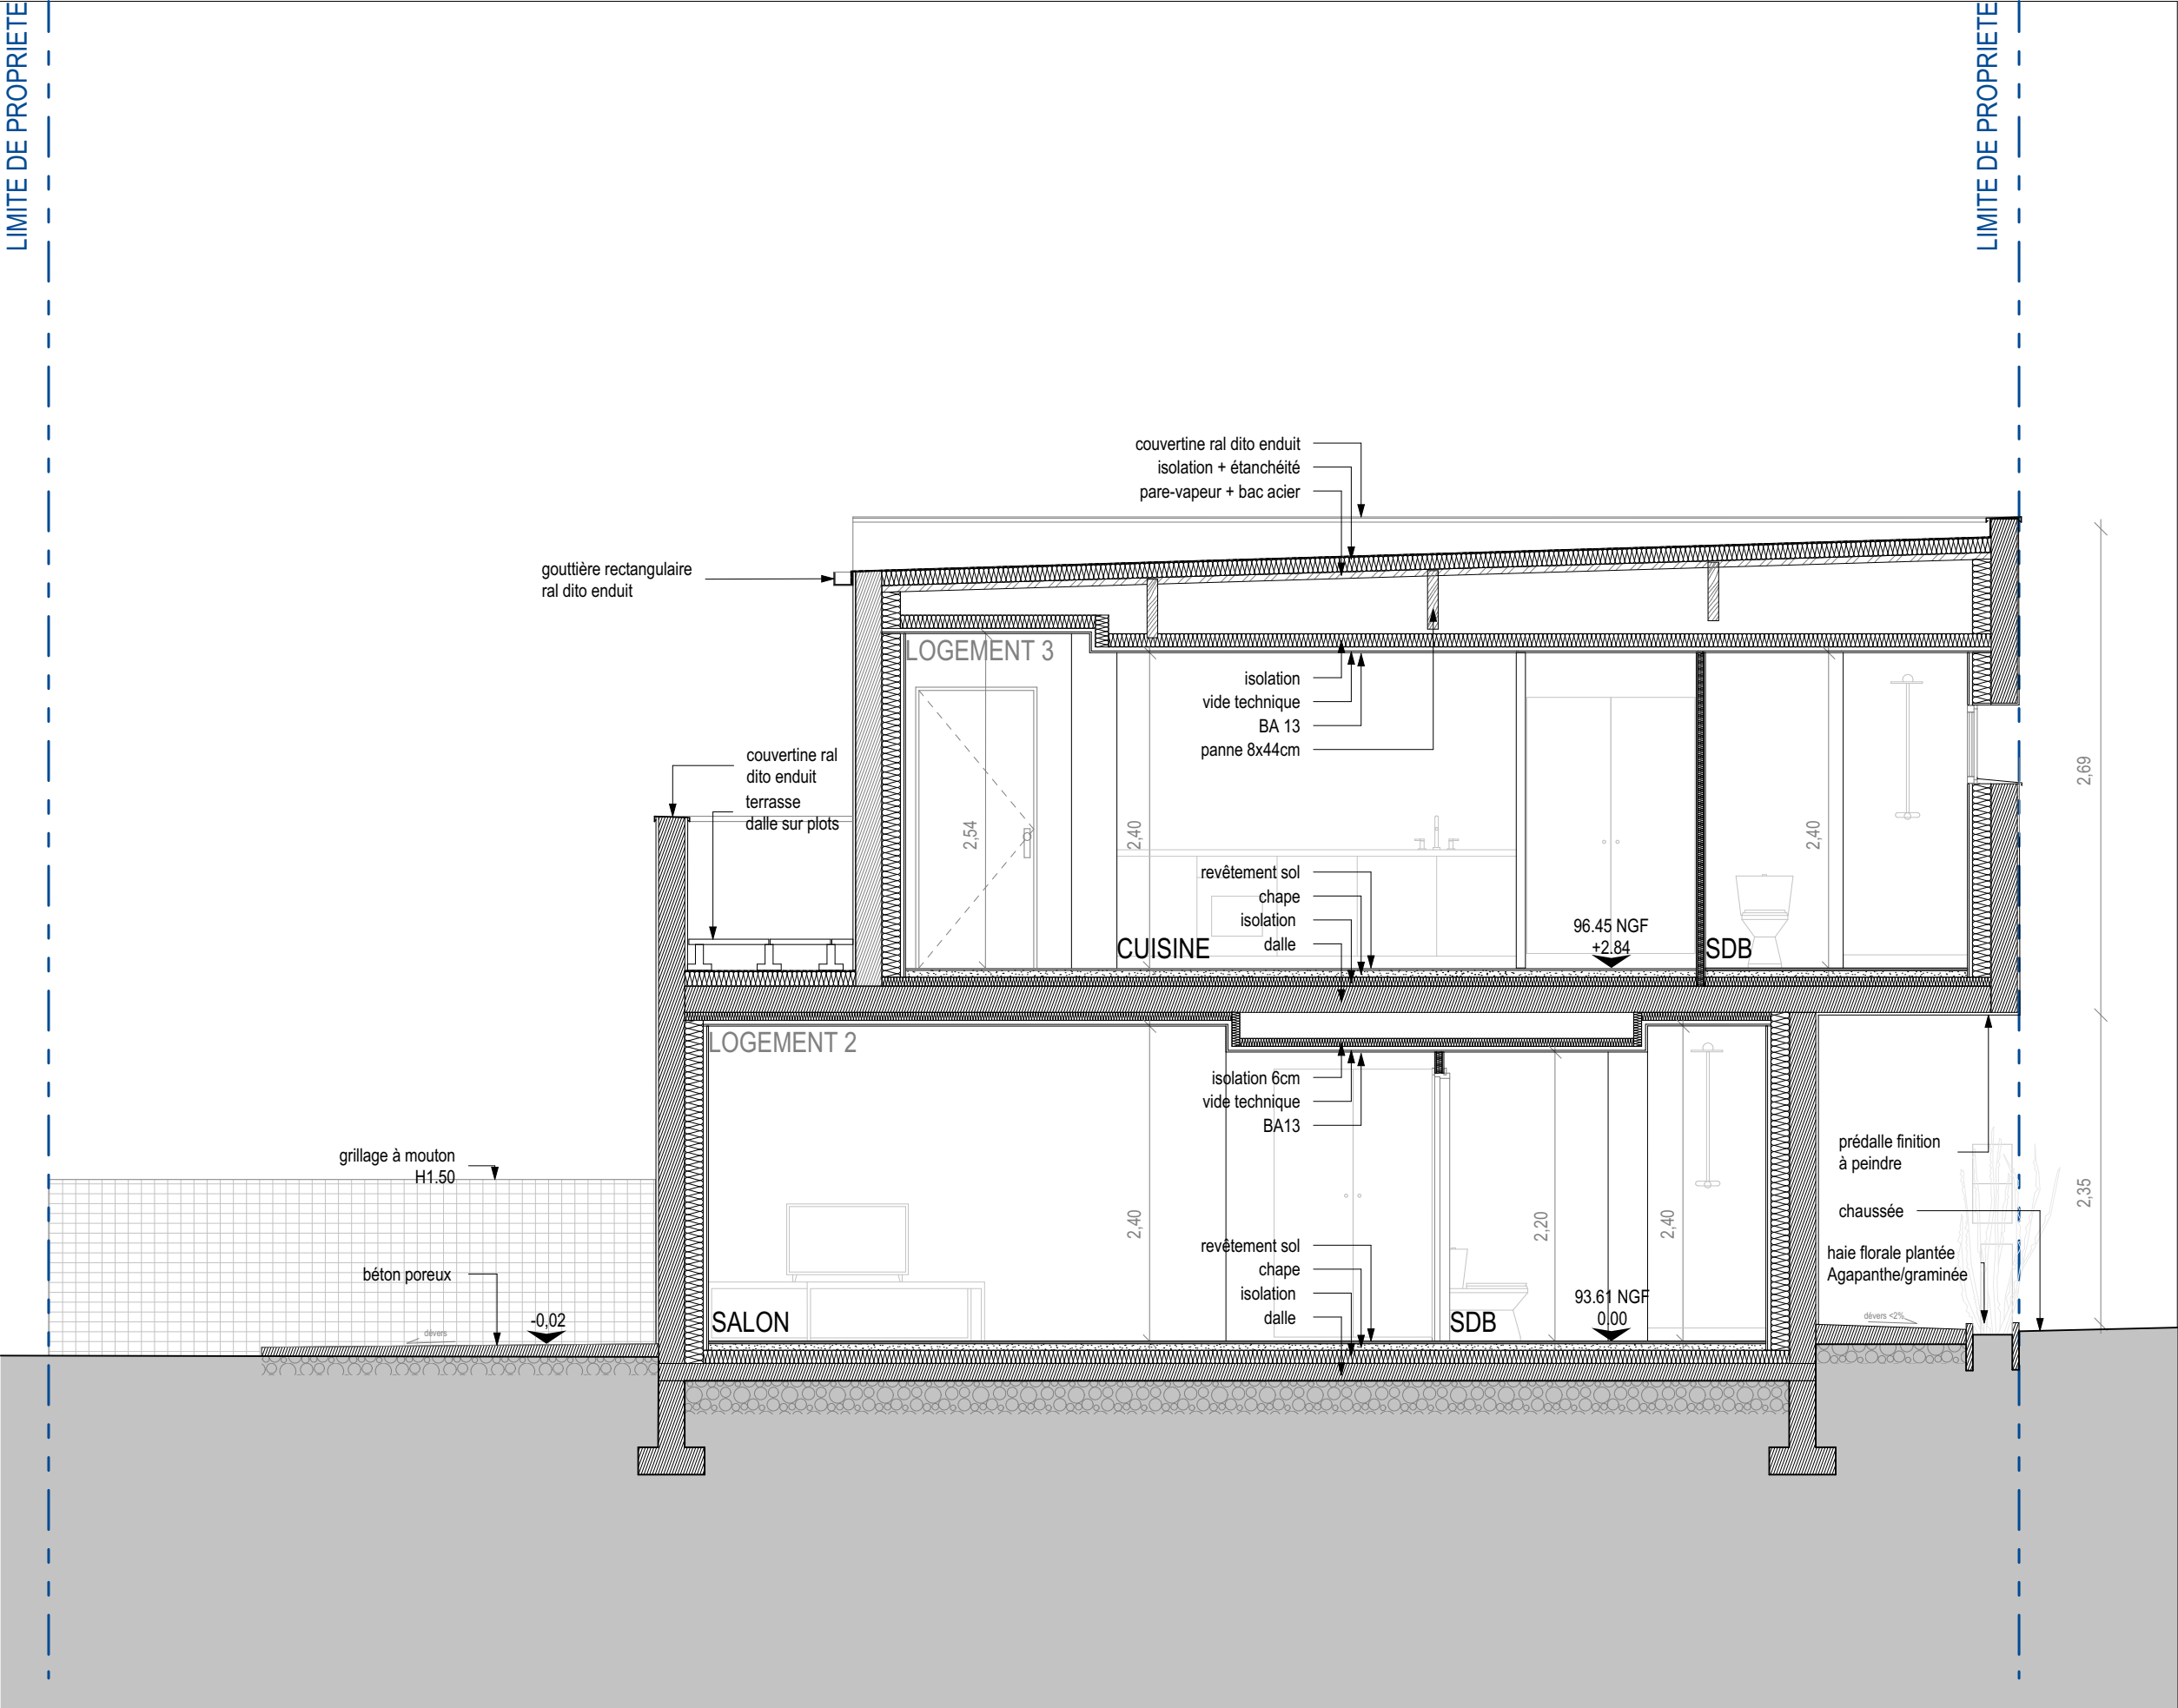 LIMITE DE PROPRIETE
LIMITE DE PROPRIETE
couvertine ral dito enduit
isolation + étanchéité
pare-vapeur + bac acier
gouttière rectangulaire
ral dito enduit
LOGEMENT 3
isolation
vide technique
BA 13
panne 8x44cm
couvertine ral
dito enduit
terrasse
dalle sur plots
2,54
2,40
2,40
2,69
revêtement sol
chape
isolation
dalle
CUISINE
96.45 NGF
+2.84
SDB
LOGEMENT 2
isolation 6cm
vide technique
BA13
grillage à mouton
H1.50
prédalle finition
à peindre
chaussée
haie florale plantée
Agapanthe/graminée
dévers <2%
2,35
2,40
2,20
2,40
revêtement sol
chape
isolation
dalle
béton poreux
-0,02
dévers
SALON
SDB
93.61 NGF
0.00